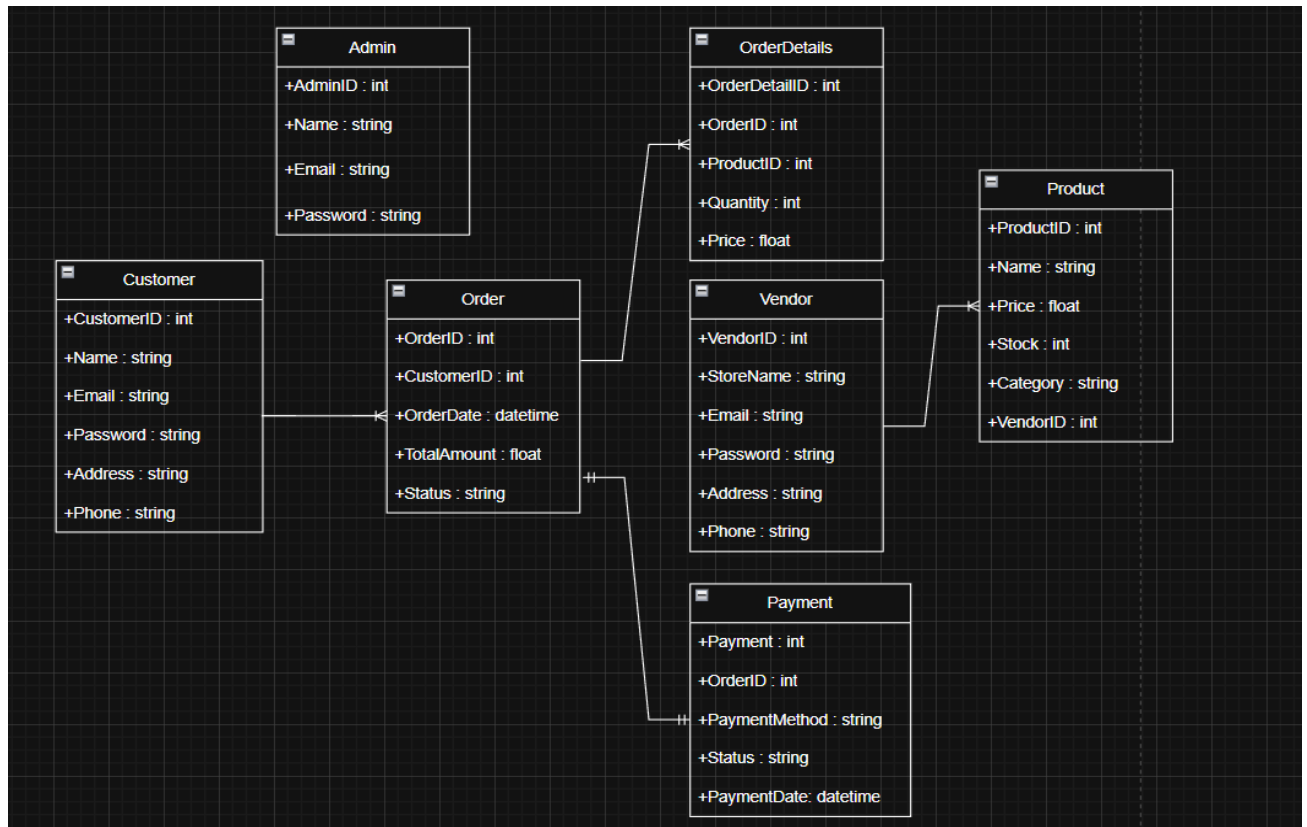 Admin
+AdminID : int
+Name : string
+Email : string
+Password : string
OrderDetails
+OrderDetailID : int
+OrderID : int
+ProductID : int
+Quantity : int
+Price : float
Product
+ProductID : int
+Name : string
+Price : float
+Stock : int
+Category : string
+VendorID : int
Customer
+CustomerID : int
+Name : string
+Email : string
+Password : string
+Address : string
+Phone : string
Order
+OrderID : int
+CustomerID : int
+OrderDate : datetime
+TotalAmount : float
+Status : string
Vendor
+VendorID : int
+StoreName : string
+Email : string
+Password : string
+Address : string
+Phone : string
Payment
+Payment : int
+OrderID : int
+PaymentMethod : string
+Status : string
+PaymentDate: datetime